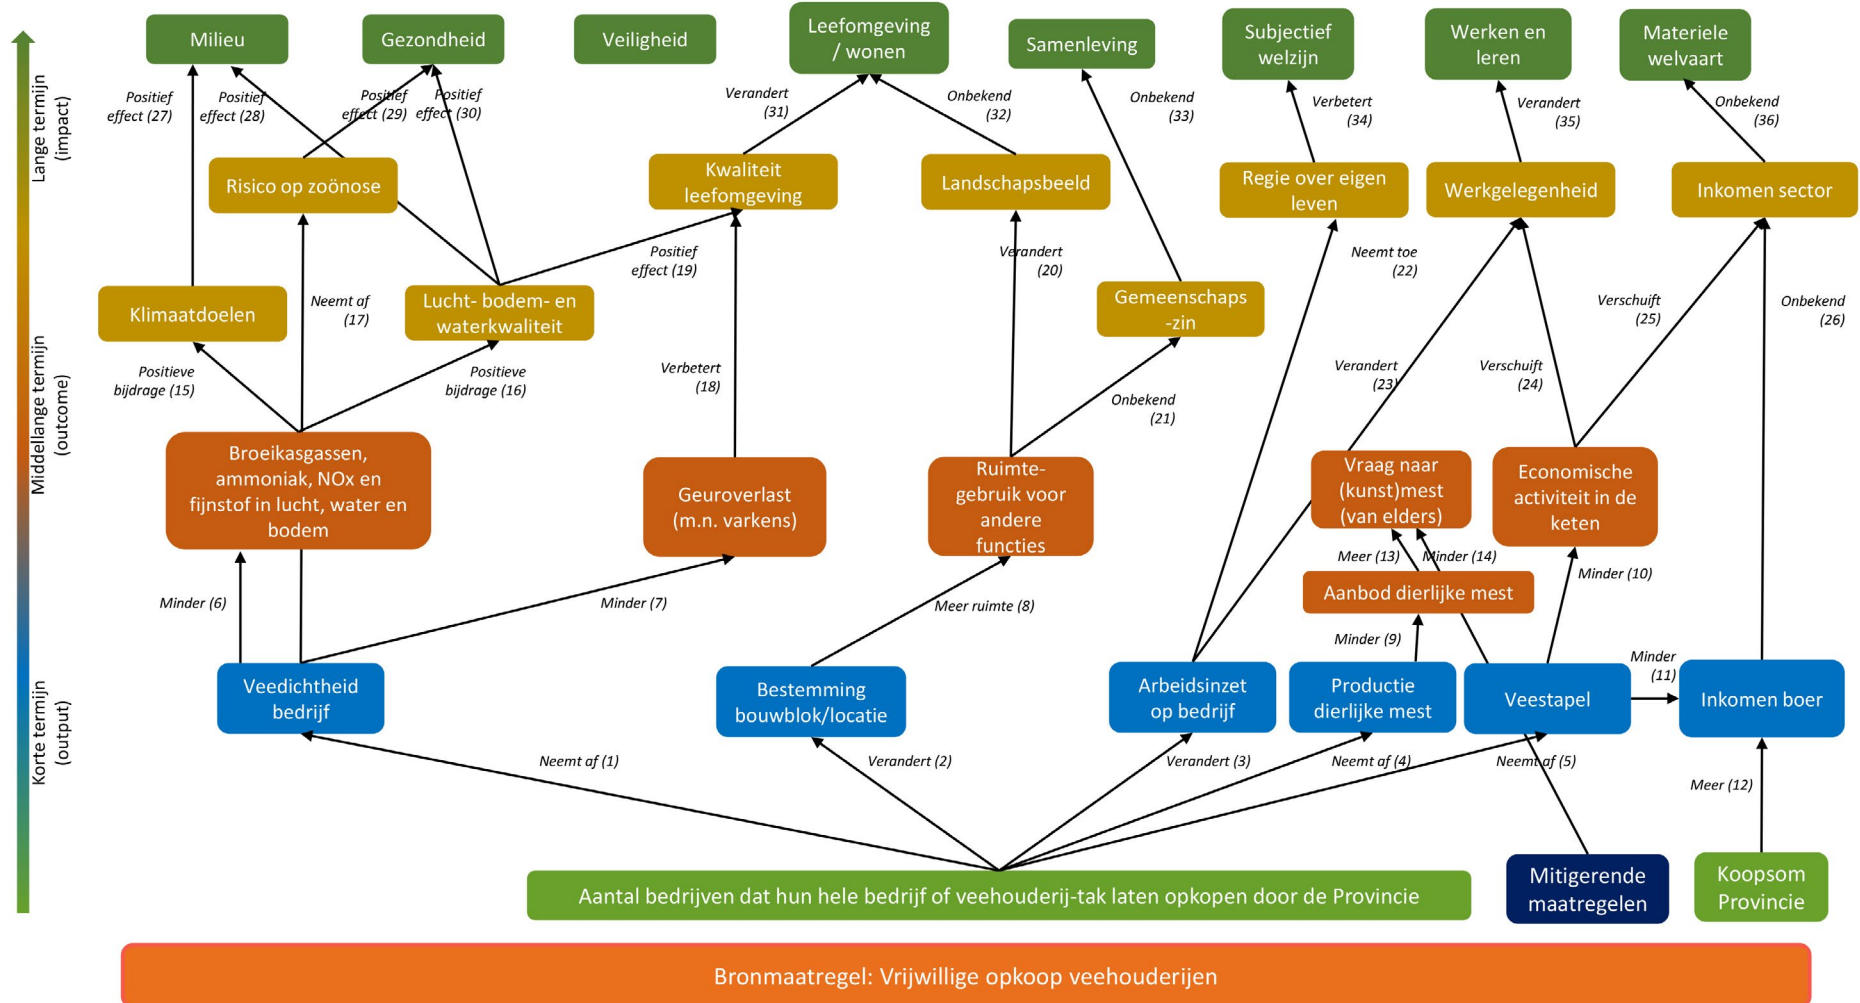 Milieu
Gezondheid
Veiligheid
Leefomgeving
/ wonen
Samenleving
Subjectief
welzijn
Werken en
leren
Materiele
welvaart
Lange termijn
(impact)
Positief
effect (27)
Positief
effect (28)
Positief
effect (29)
Positief
effect (30)
Verandert
(31)
Onbekend
(32)
Onbekend
(33)
Verbetert
(34)
Verandert
(35)
Onbekend
(36)
Risico op zoönose
Kwaliteit
leefomgeving
Landschapsbeeld
Regie over eigen
leven
Werkgelegenheid
Inkomen sector
Positief
effect (19)
Verandert
(20)
Neemt toe
(22)
Klimaatdoelen
Neemt af
(17)
Lucht- bodem- en
waterkwaliteit
Gemeenschaps
-zin
Verschuift
(25)
Onbekend
(26)
Middellange termijn
(outcome)
Positieve
bijdrage (15)
Positieve
bijdrage (16)
Verbetert
(18)
Onbekend
(21)
Verandert
(23)
Verschuift
(24)
Broeikasgassen,
ammoniak, NOx en
fijnstof in lucht, water en
bodem
Geuroverlast
(m.n. varkens)
Ruimte-
gebruik voor
andere
functies
Vraag naar
(kunst)mest
(van elders)
Economische
activiteit in de
keten
Meer (13)
Minder (14)
Minder (10)
Aanbod dierlijke mest
Minder (6)
Minder (7)
Meer ruimte (8)
Minder (9)
Minder
(11)
Korte termijn
(output)
Veedichtheid
bedrijf
Bestemming
bouwblok/locatie
Arbeidsinzet
op bedrijf
Productie
dierlijke mest
Veestapel
Inkomen boer
Neemt af (1)
Verandert (2)
Verandert (3)
Neemt af (4)
Neemt af (5)
Meer (12)
Aantal bedrijven dat hun hele bedrijf of veehouderij-tak laten opkopen door de Provincie
Mitigerende
maatregelen
Koopsom
Provincie
Bronmaatregel: Vrijwillige opkoop veehouderijen